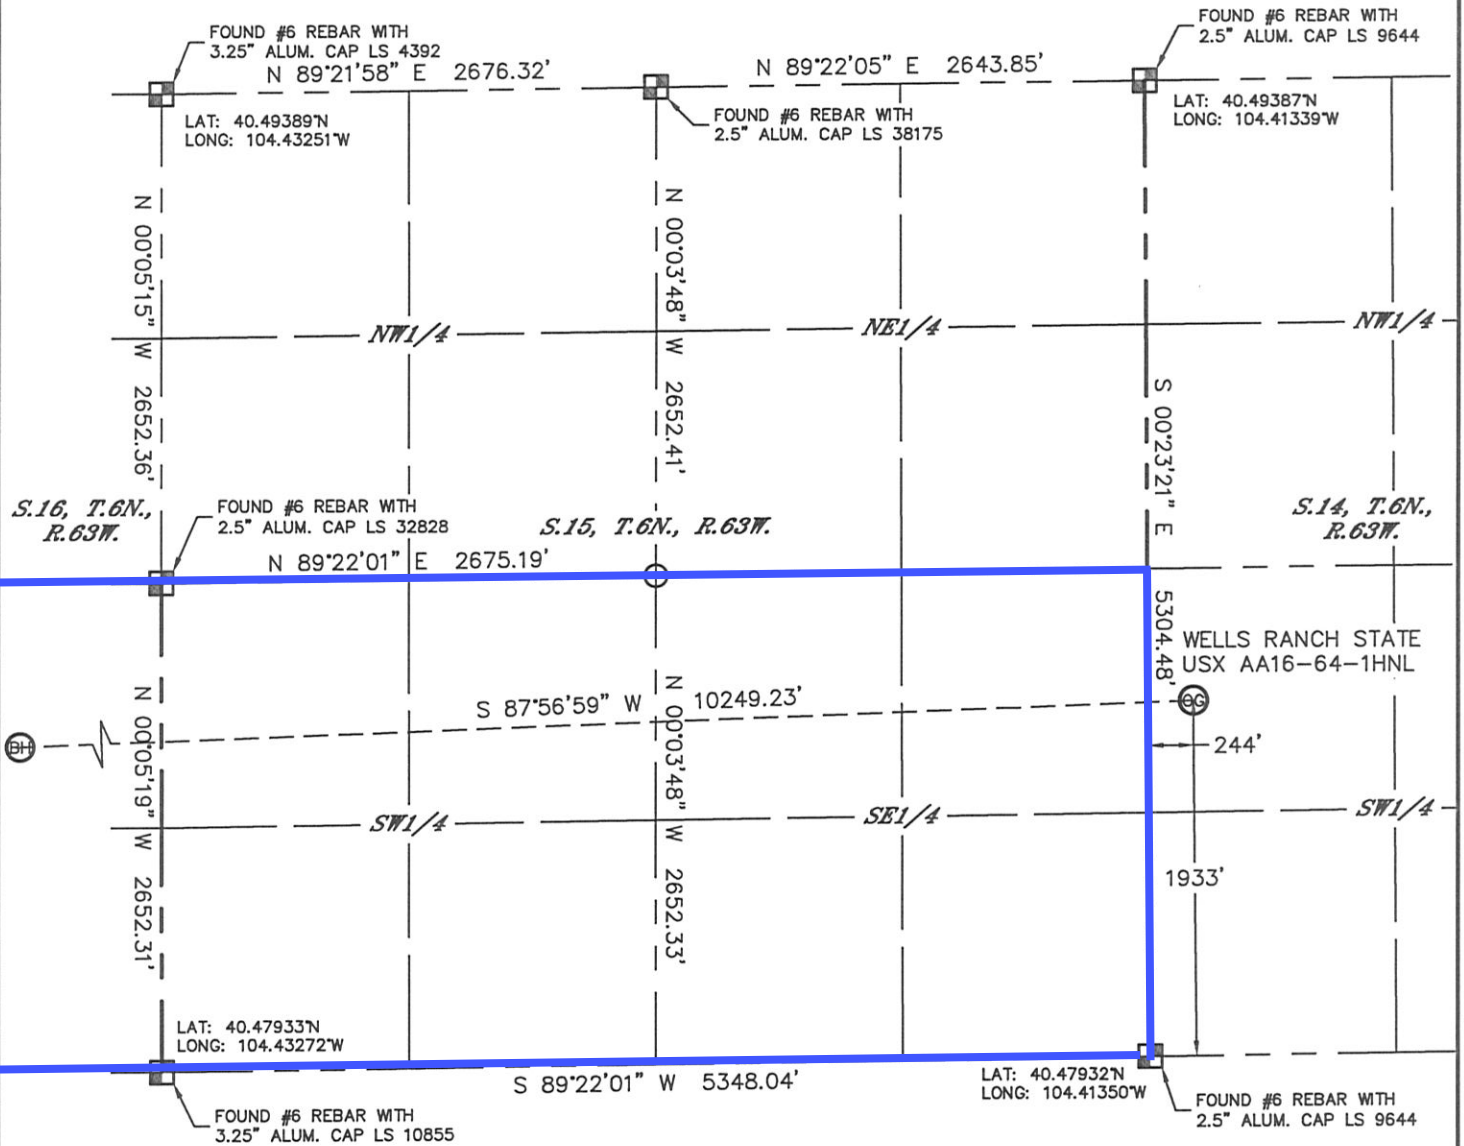 FOUND #6 REBAR WITH
3.25" ALUM. CAP LS 4392
N 89°21'58" E 2676.32'
N 89°22'05" E 2643.85'
FOUND #6 REBAR WITH
2.5" ALUM. CAP LS 9644
LAT: 40.49389°N
LONG: 104.43251°W
FOUND #6 REBAR WITH
2.5" ALUM. CAP LS 38175
LAT: 40.49387°N
LONG: 104.41339°W
N 00°05'15" W 2652.36'
N 00°03'48" W 2652.41'
NW1/4
NE1/4
NW1/4
S 00°23'21" E 5304.48'
S.16, T.6N.,
R.63W.
FOUND #6 REBAR WITH
2.5" ALUM. CAP LS 32828
S.15, T.6N., R.63W.
S.14, T.6N.,
R.63W.
N 89°22'01" E 2675.19'
WELLS RANCH STATE
USX AA16-64-1HNL
S 87°56'59" W 10249.23'
OG
BH
244'
N 00°05'19" W 2652.31'
N 00°03'48" W 2652.33'
SW1/4
SE1/4
SW1/4
1933'
LAT: 40.47933°N
LONG: 104.43272°W
S 89°22'01" W 5348.04'
LAT: 40.47932°N
LONG: 104.41350°W
FOUND #6 REBAR WITH
3.25" ALUM. CAP LS 10855
FOUND #6 REBAR WITH
2.5" ALUM. CAP LS 9644